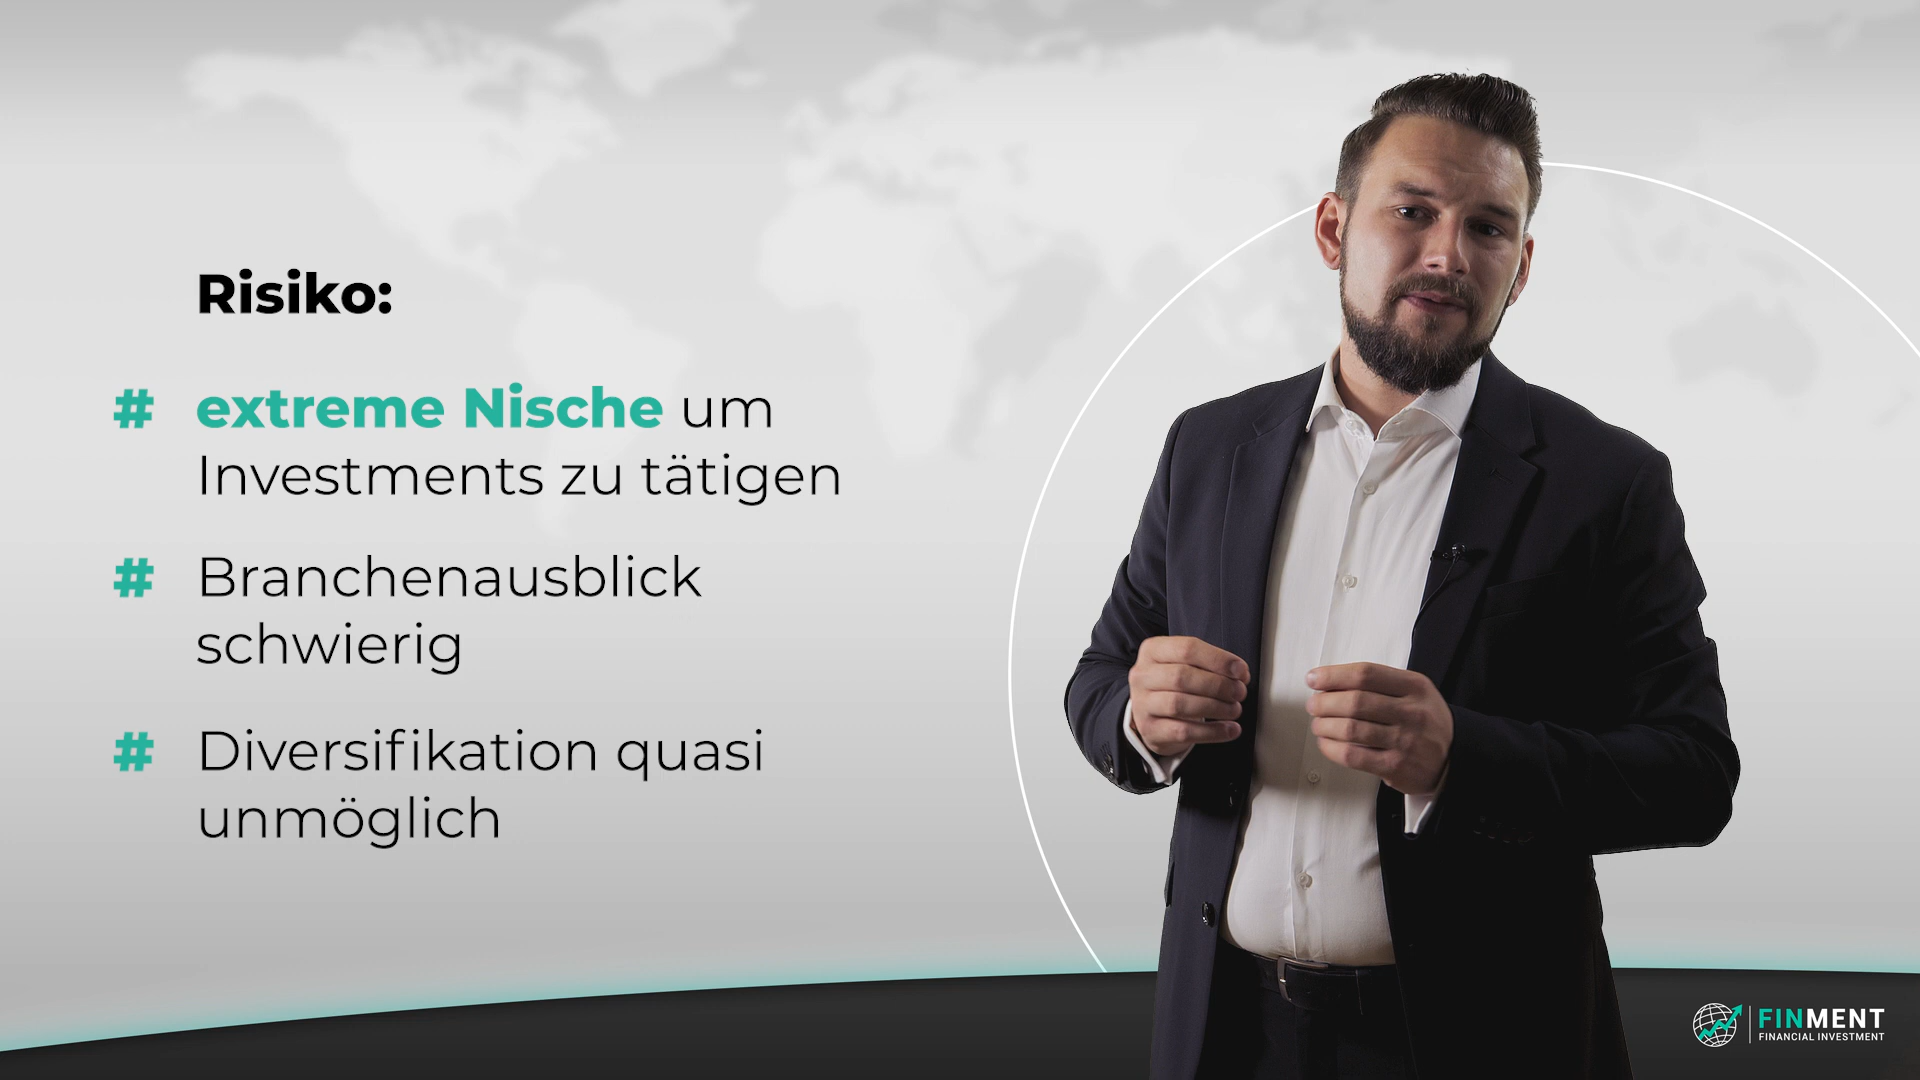 Risiko:
# extreme Nische um
Investments zu tätigen
# Branchenausblick
schwierig
# Diversifikation quasi
unmöglich
FINMENT
FINANCIAL INVESTMENT